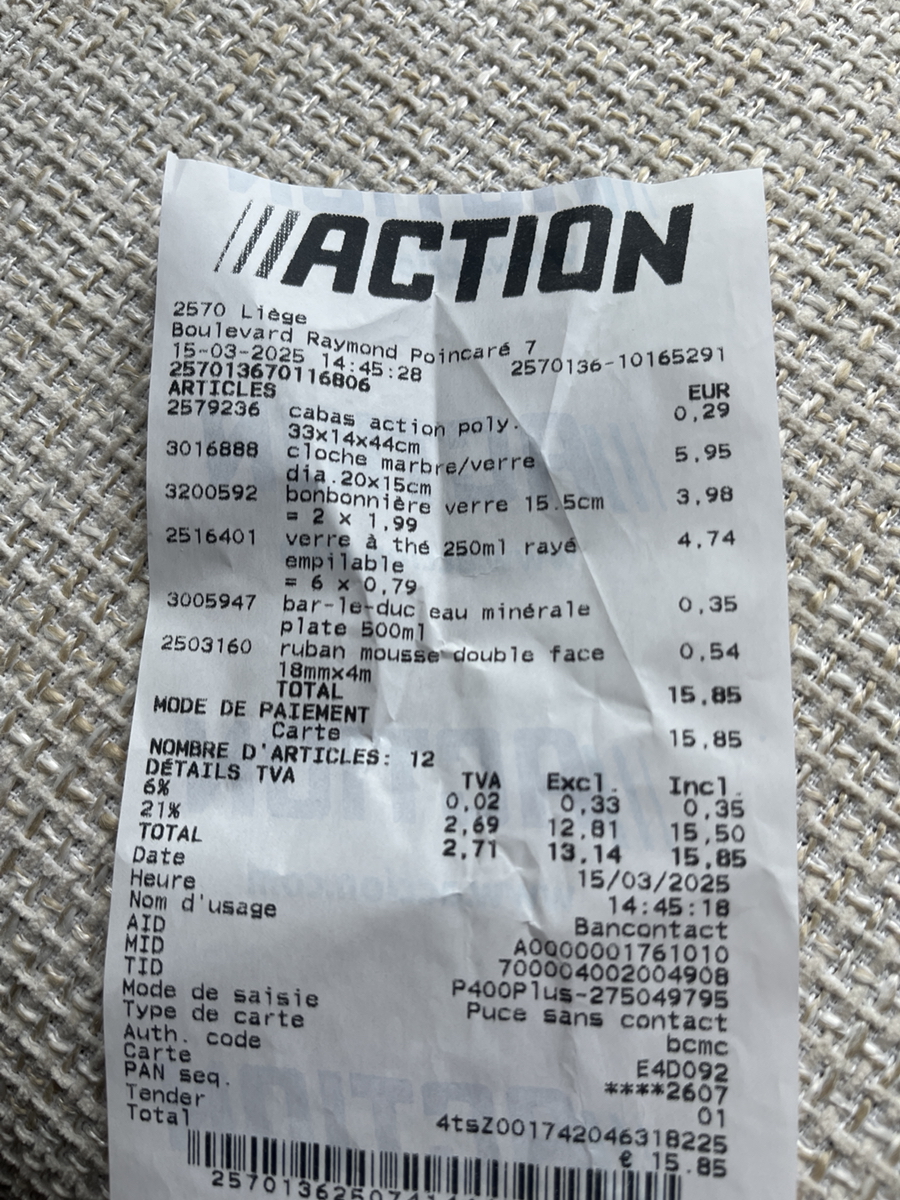 ACTION
2570 Liège
Boulevard Raymond Poincaré 7
15-03-2025 14:45:28 2570136-10165291
257013670116806
ARTICLES EUR
2579236 cabas action poly. 0,29
33x14x44cm
3016888 cloche marbre/verre 5,95
dia.20x15cm
3200592 bonbonnière verre 15.5cm 3,98
= 2 x 1,99
2516401 verre à thé 250ml rayé 4,74
empilable
= 6 x 0,79
3005947 bar-le-duc eau minérale 0,35
plate 500ml
2503160 ruban mousse double face 0,54
18mmx4m
TOTAL 15,85
MODE DE PAIEMENT
Carte 15,85
NOMBRE D'ARTICLES: 12
DÉTAILS TVA TVA Excl. Incl.
6% 0,02 0,33 0,35
21% 2,69 12,81 15,50
TOTAL 2,71 13,14 15,85
Date 15/03/2025
Heure 14:45:18
Nom d'usage Bancontact
AID A0000001761010
MID 700004002004908
TID P400Plus-275049795
Mode de saisie Puce sans contact
Type de carte bcmc
Auth. code E4D092
Carte ****2607
PAN seq. 01
Tender 4tsZ001742046318225
Total € 15.85